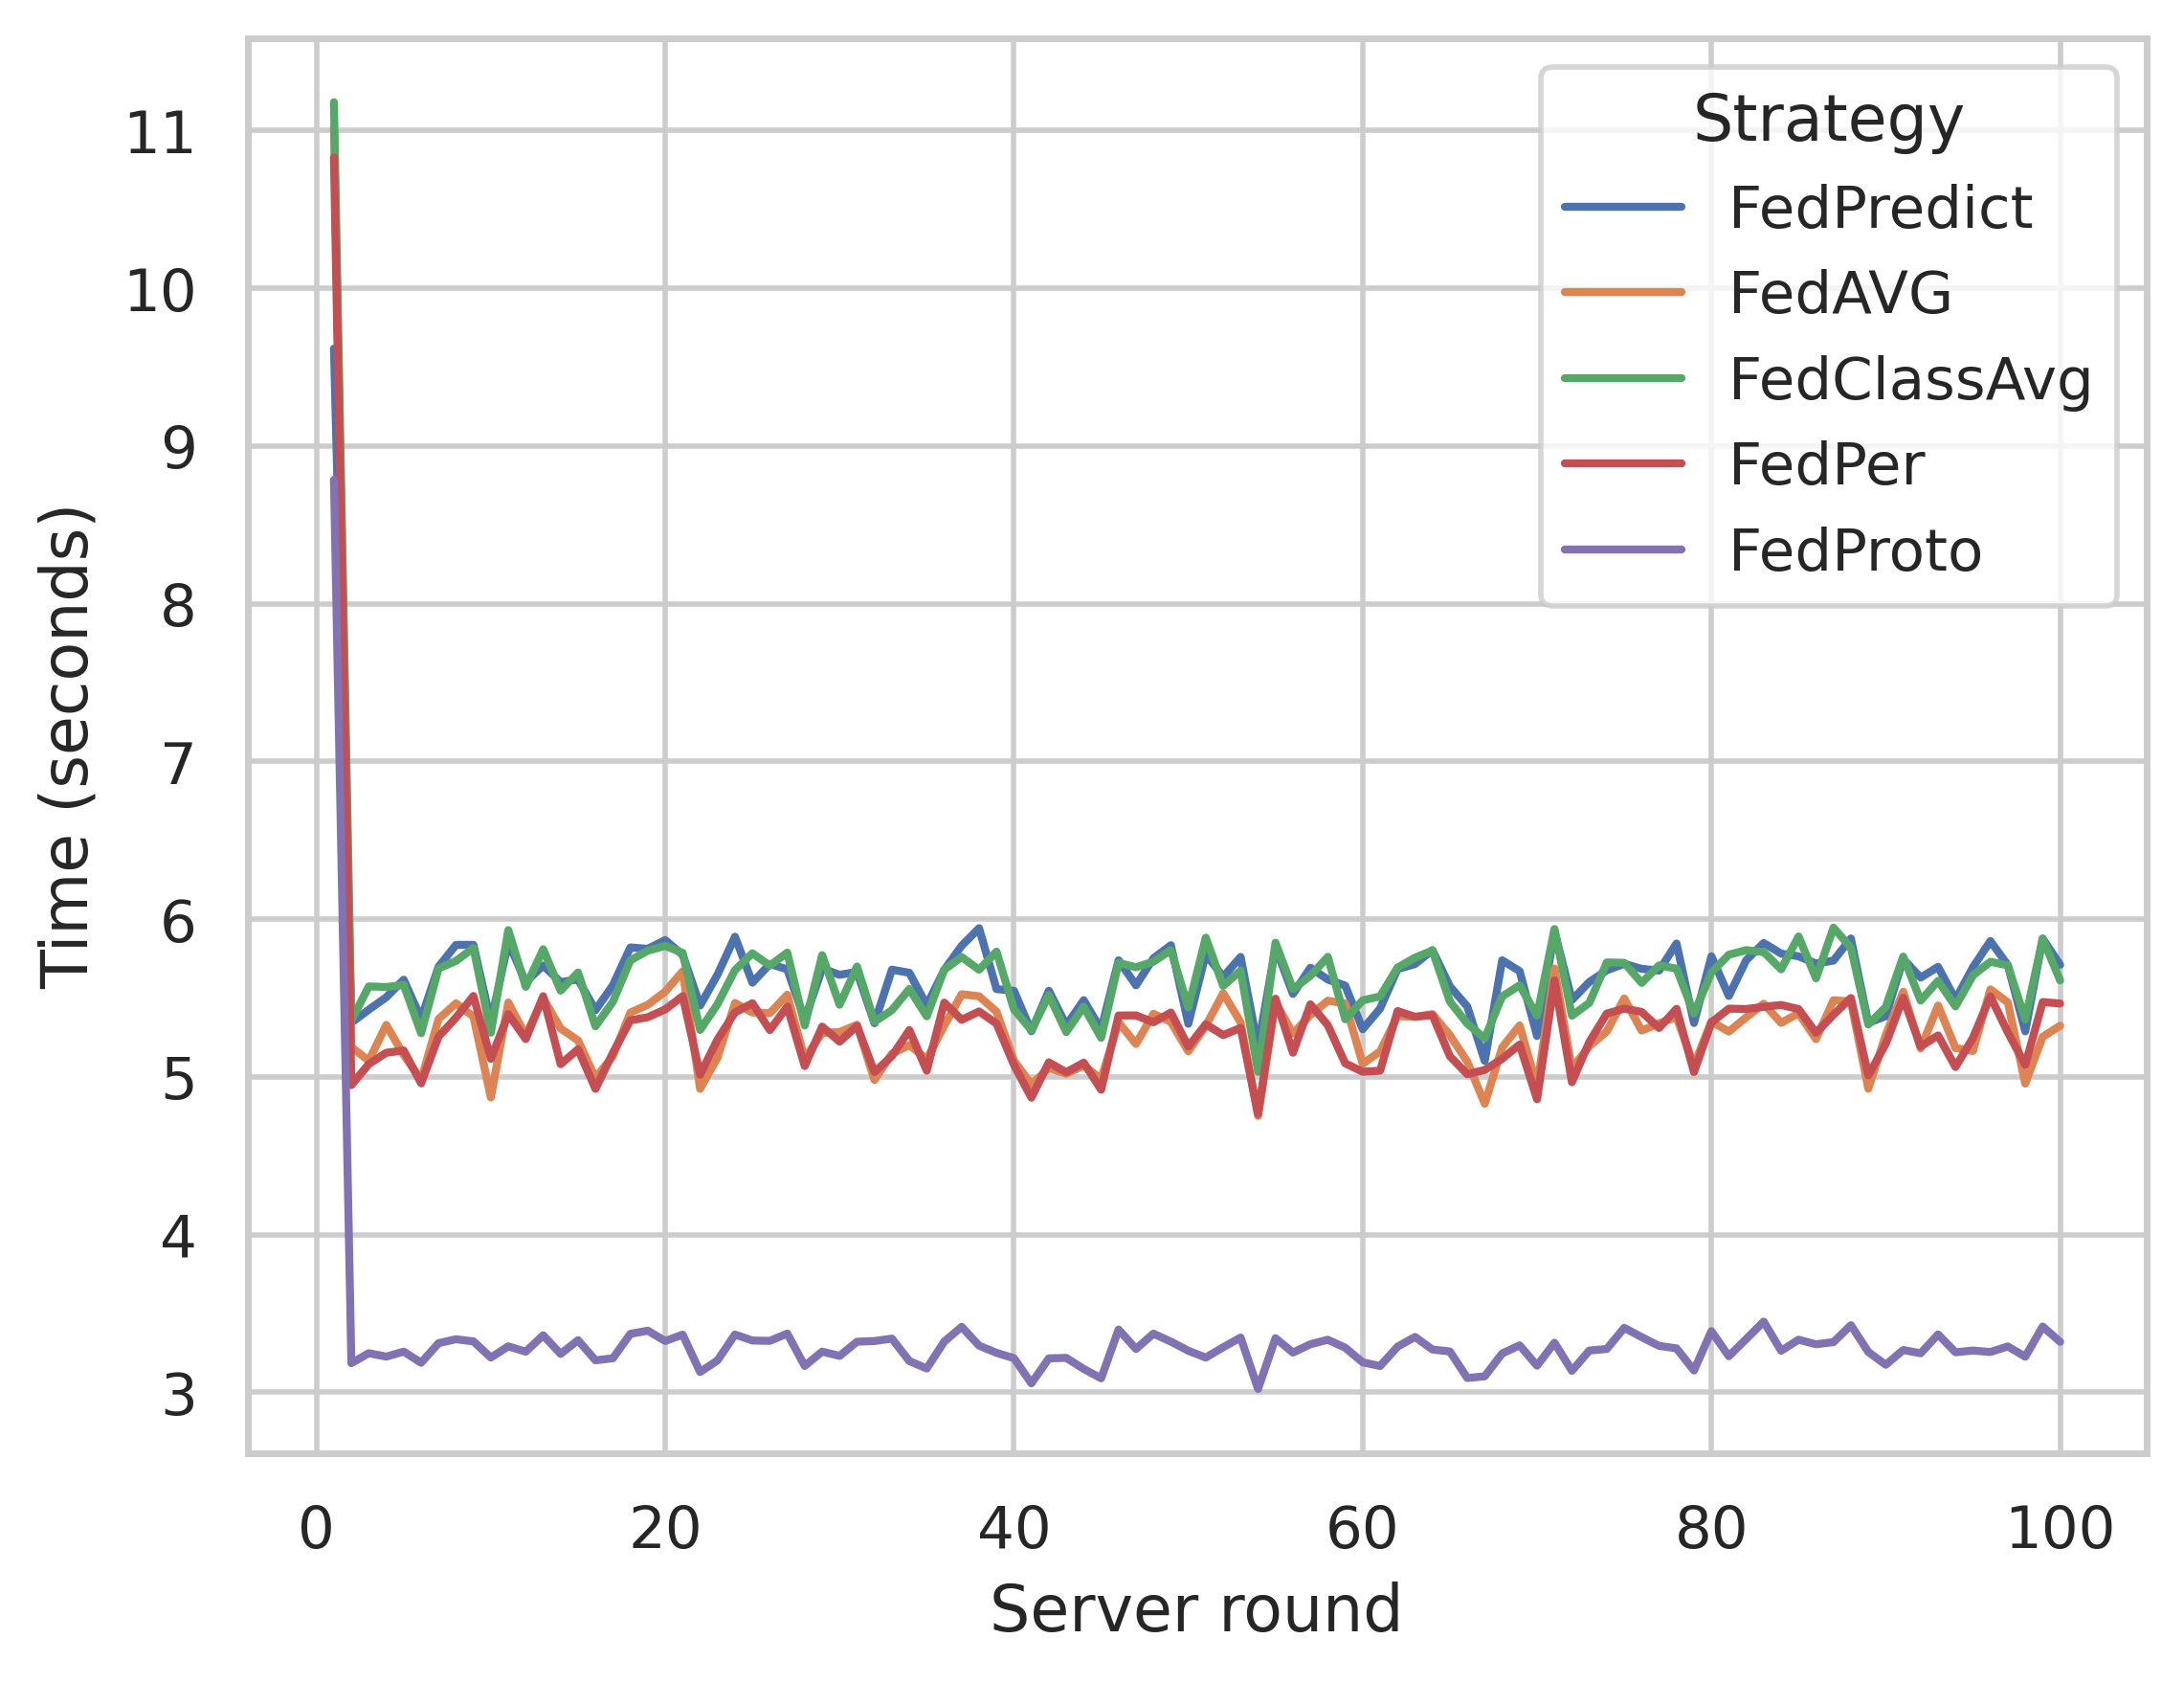 11
10
9
8
7
6
5
4
3
Time (seconds)
0 20 40 60 80 100
Server round
Strategy
FedPredict
FedAVG
FedClassAvg
FedPer
FedProto